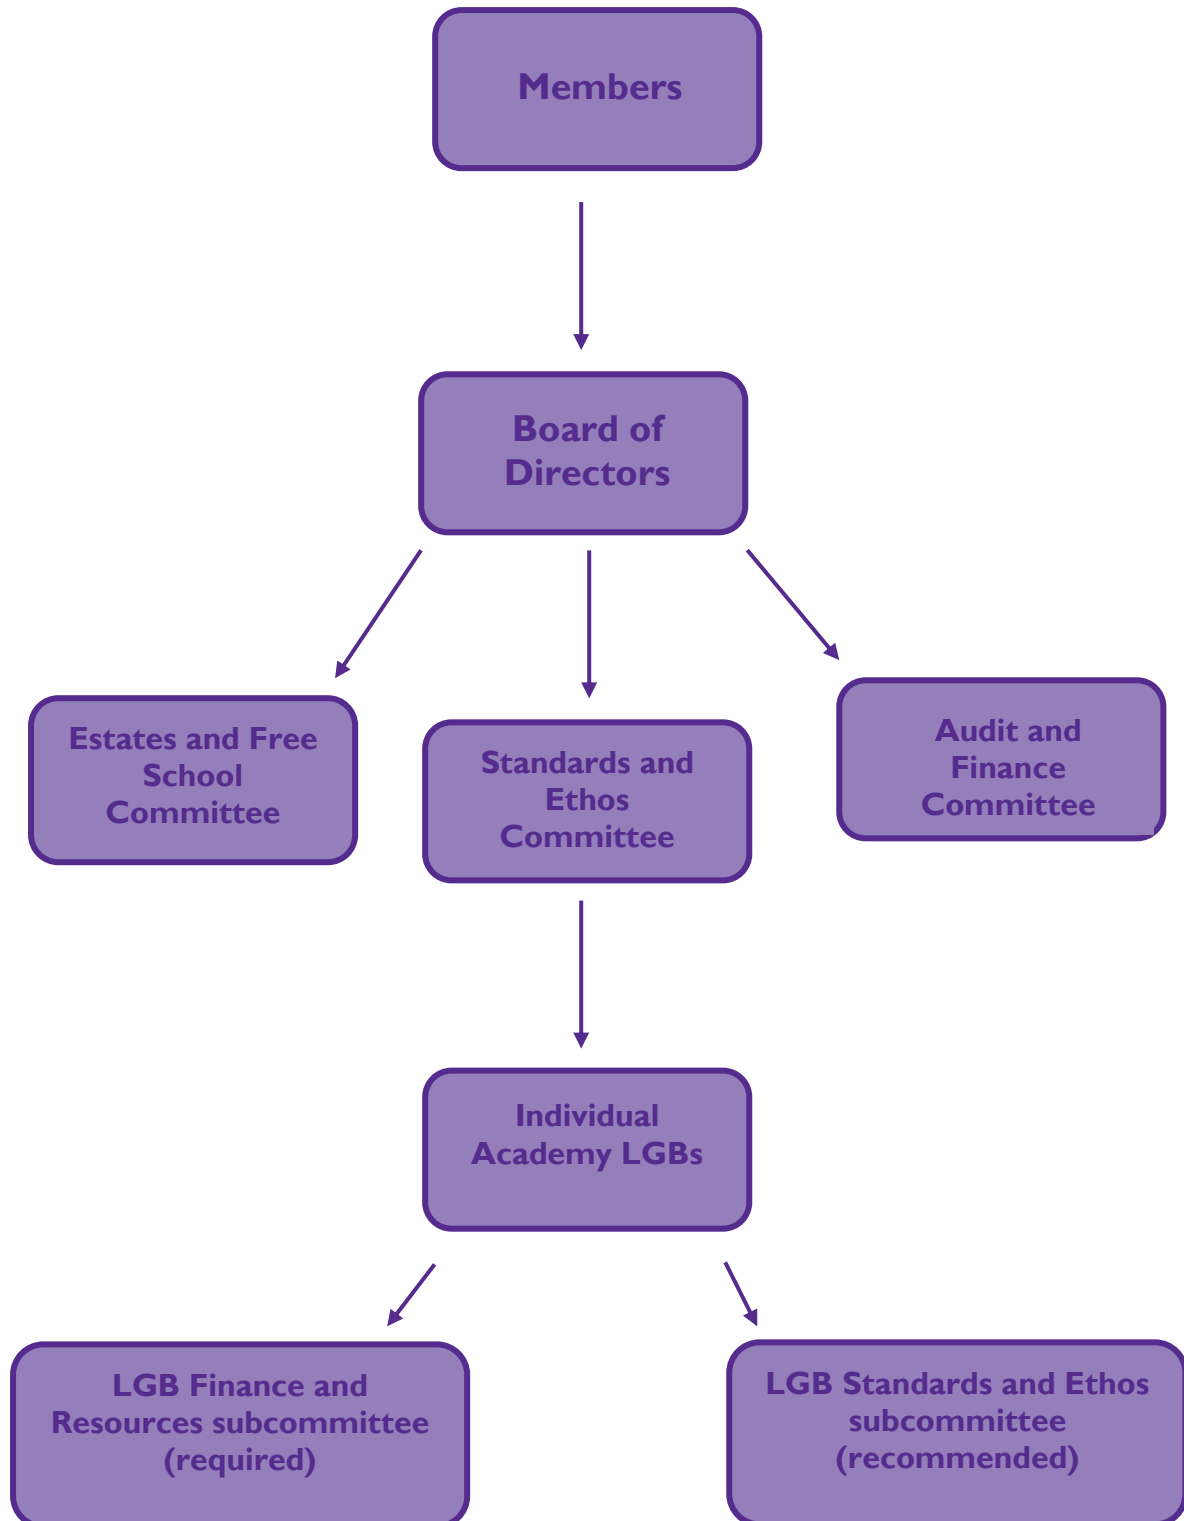 Members
Board of
Directors
Estates and Free
School
Committee
Standards and
Ethos
Committee
Audit and
Finance
Committee
Individual
Academy LGBs
LGB Finance and
Resources subcommittee
(required)
LGB Standards and Ethos
subcommittee
(recommended)